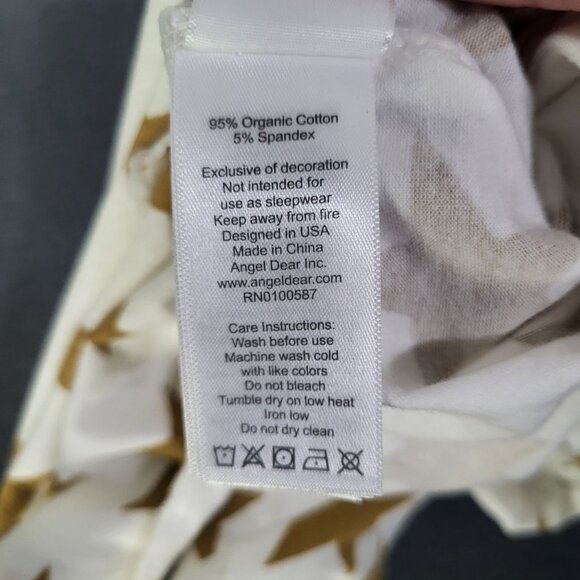 95% Organic Cotton
5% Spandex
Exclusive of decoration
Not intended for
use as sleepwear
Keep away from fire
Designed in USA
Made in China
Angel Dear Inc.
www.angeldear.com
RN0100587
Care Instructions:
Wash before use
Machine wash cold
with like colors
Do not bleach
Tumble dry on low heat
Iron low
Do not dry clean